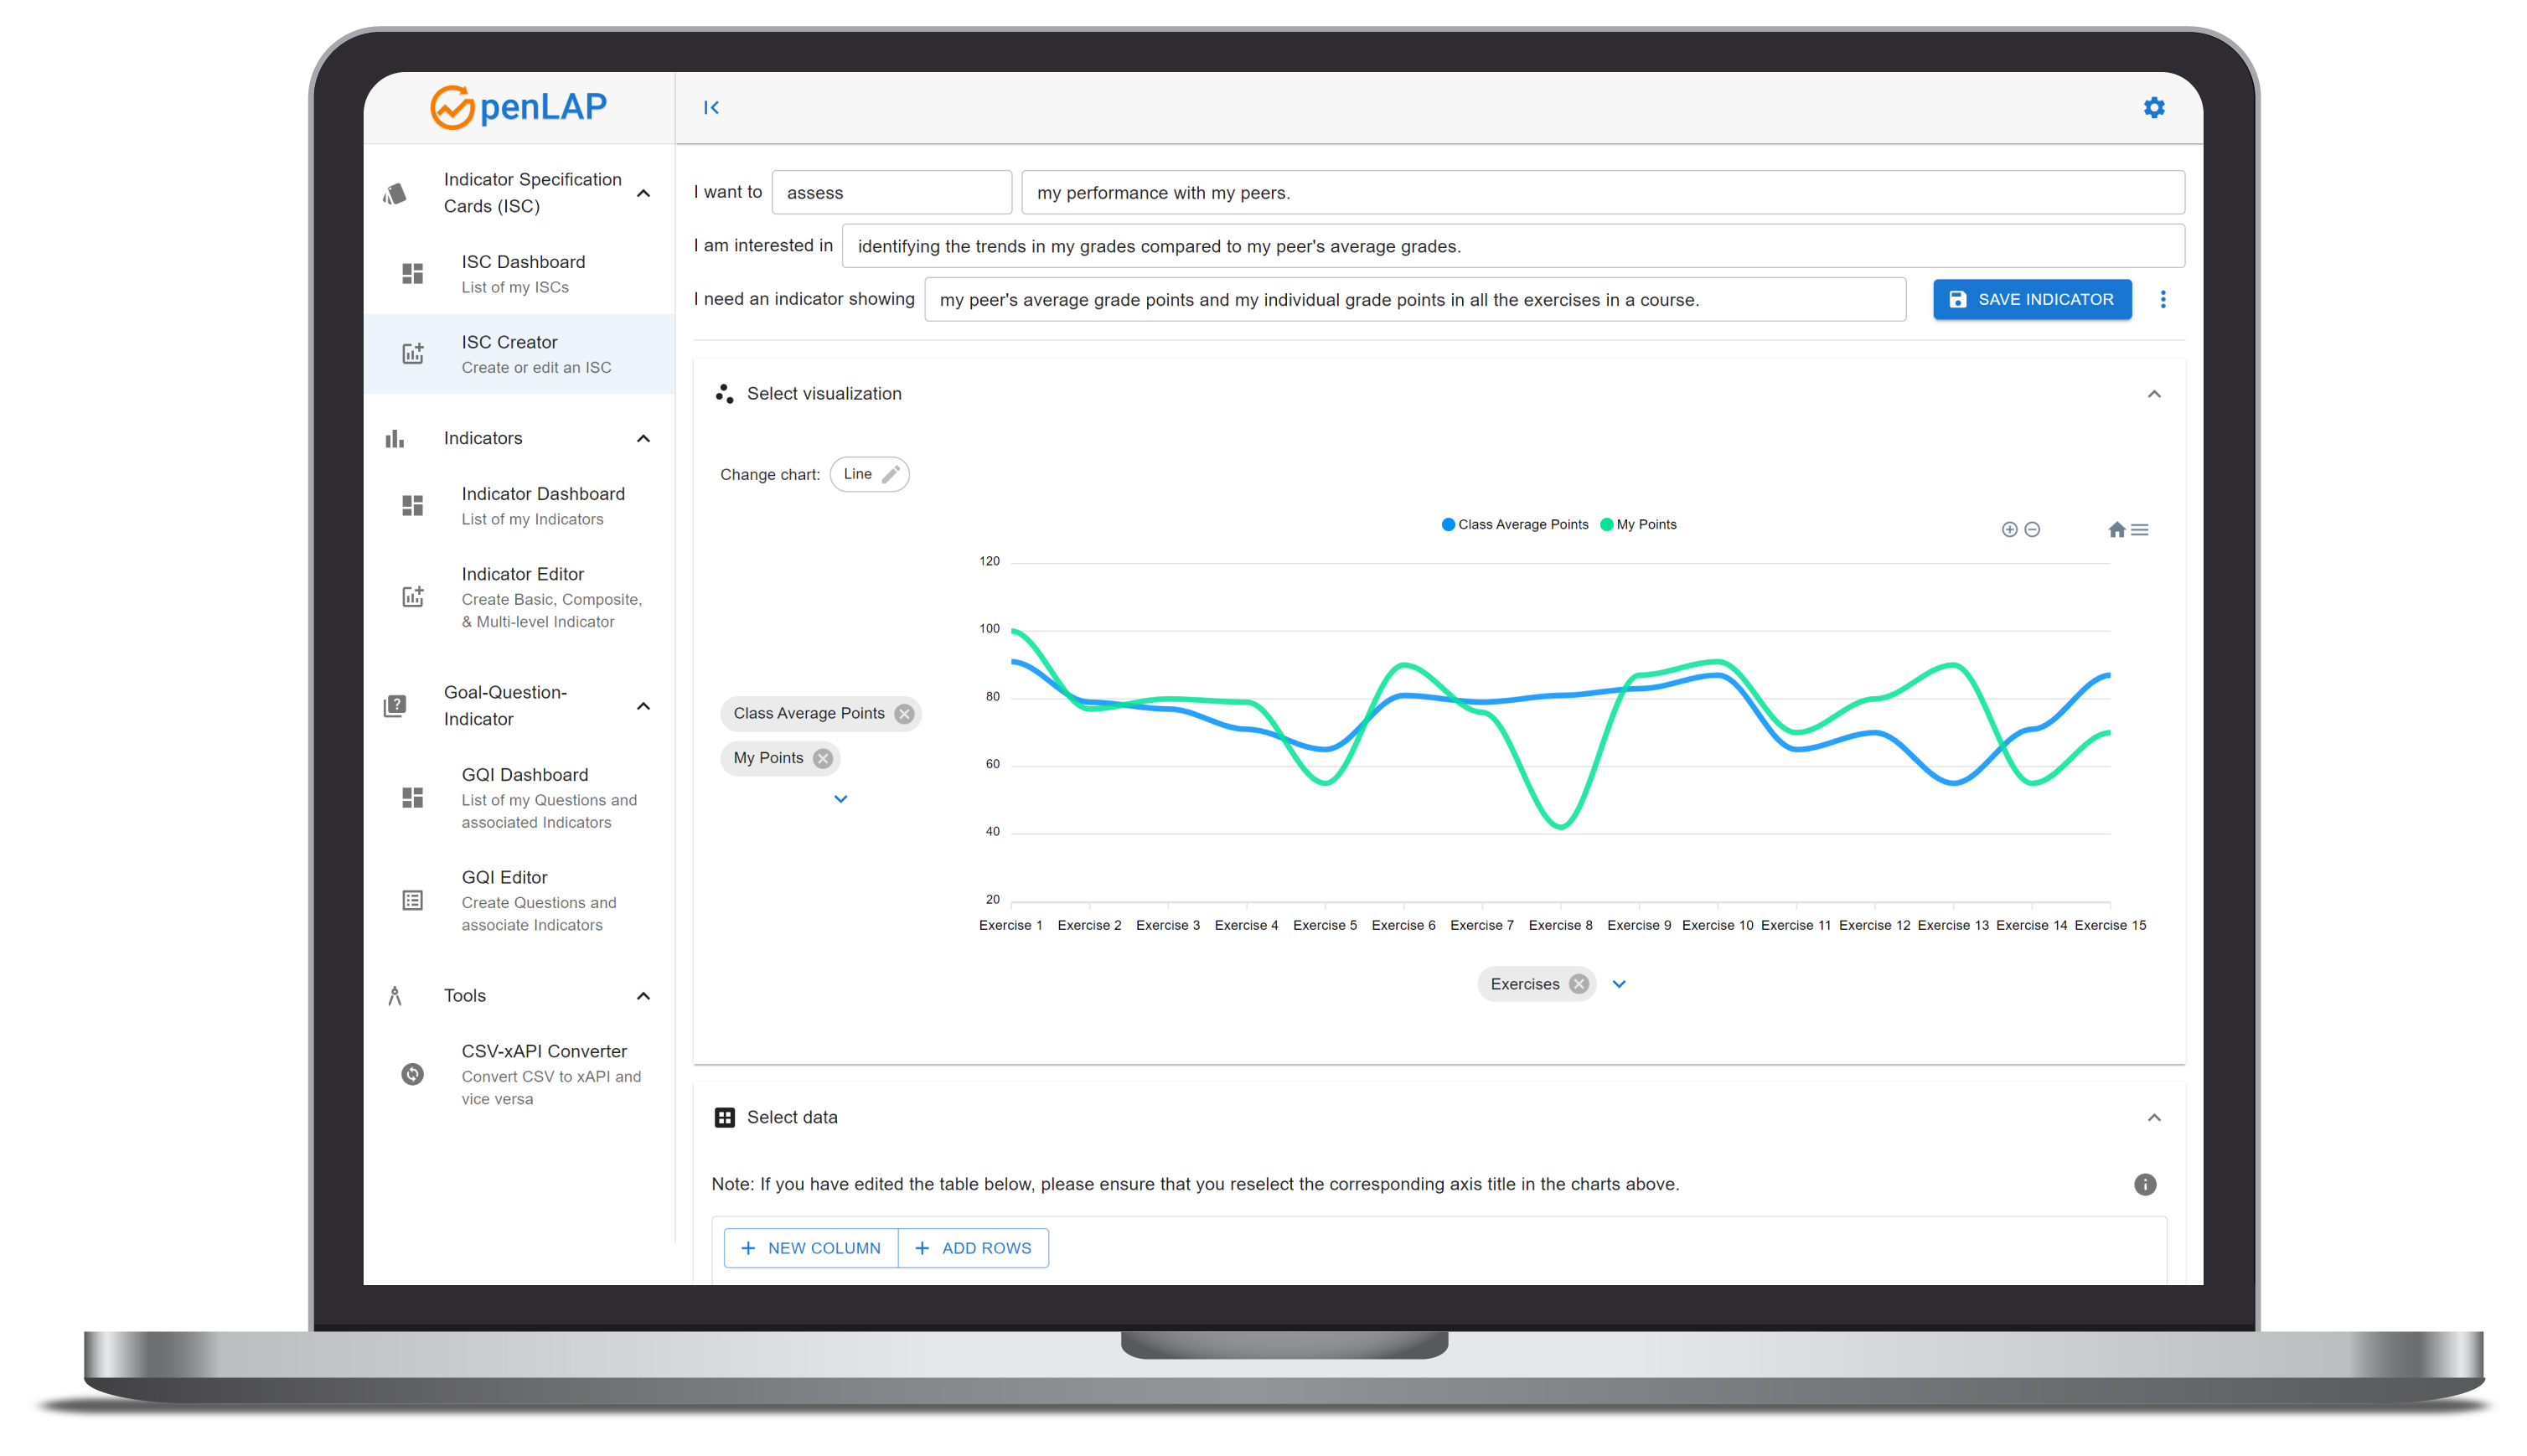 penLAP
Indicator Specification
Cards (ISC)
ISC Dashboard
List of my ISCs
ISC Creator
Create or edit an ISC
Indicators
Indicator Dashboard
List of my Indicators
Indicator Editor
Create Basic, Composite,
& Multi-level Indicator
Goal-Question-
Indicator
GQI Dashboard
List of my Questions and
associated Indicators
GQI Editor
Create Questions and
associate Indicators
Tools
CSV-xAPI Converter
Convert CSV to xAPI and
vice versa
I want to assess my performance with my peers.
I am interested in identifying the trends in my grades compared to my peer's average grades.
I need an indicator showing my peer's average grade points and my individual grade points in all the exercises in a course. SAVE INDICATOR
Select visualization
Change chart: Line
Class Average Points My Points
120
100
80
60
40
20
Class Average Points
My Points
Exercise 1 Exercise 2 Exercise 3 Exercise 4 Exercise 5 Exercise 6 Exercise 7 Exercise 8 Exercise 9 Exercise 10 Exercise 11 Exercise 12 Exercise 13 Exercise 14 Exercise 15
Exercises
Select data
Note: If you have edited the table below, please ensure that you reselect the corresponding axis title in the charts above.
+ NEW COLUMN + ADD ROWS